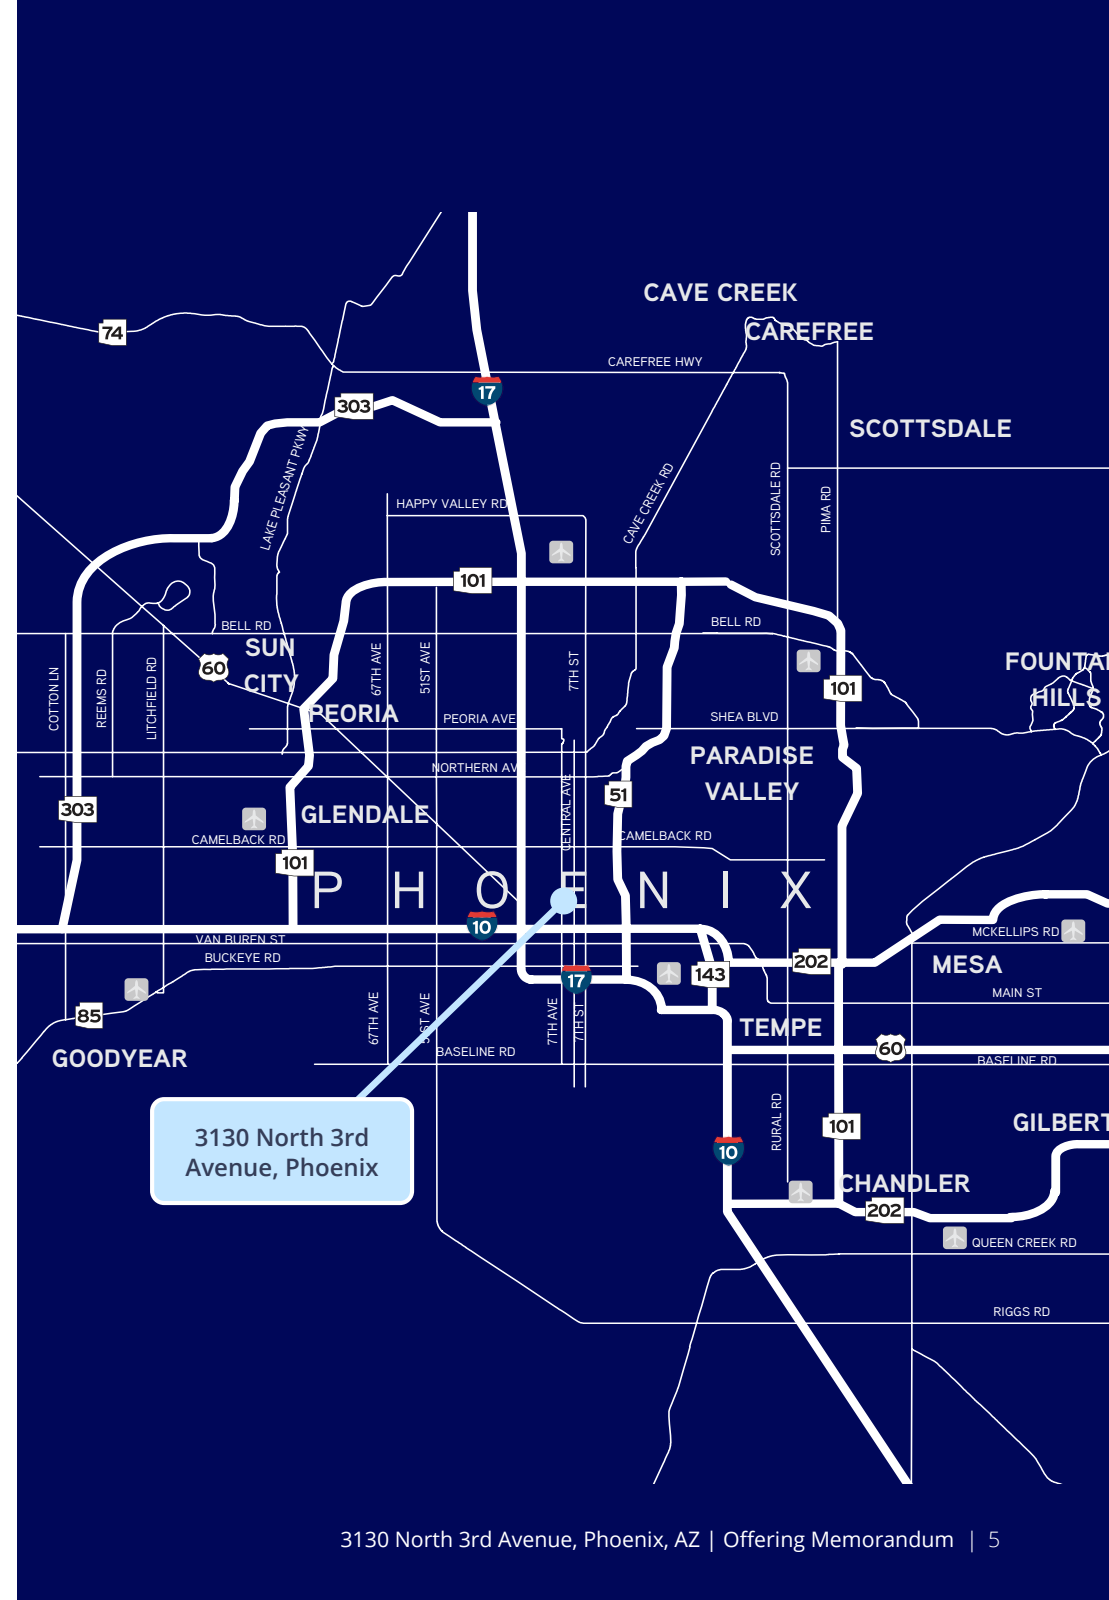 CAVE CREEK
CAREFREE
74
CAREFREE HWY
17
303
SCOTTSDALE
LAKE PLEASANT PKWY
CAVE CREEK RD
SCOTTSDALE RD
PIMA RD
HAPPY VALLEY RD
101
BELL RD
BELL RD
SUN
CITY
60
COTTON LN
REEMS RD
LITCHFIELD RD
67TH AVE
51ST AVE
7TH ST
101
FOUNTAI
HILLS
PEORIA
PEORIA AVE
SHEA BLVD
PARADISE
VALLEY
NORTHERN AV
303
51
GLENDALE
CENTRAL AVE
CAMELBACK RD
CAMELBACK RD
101
PHOENIX
10
VAN BUREN ST
MCKELLIPS RD
BUCKEYE RD
17
143
202
MESA
85
67TH AVE
51ST AVE
7TH AVE
7TH ST
MAIN ST
TEMPE
GOODYEAR
BASELINE RD
60
BASELINE RD
3130 North 3rd
Avenue, Phoenix
RURAL RD
101
GILBERT
10
CHANDLER
202
QUEEN CREEK RD
RIGGS RD
3130 North 3rd Avenue, Phoenix, AZ | Offering Memorandum | 5